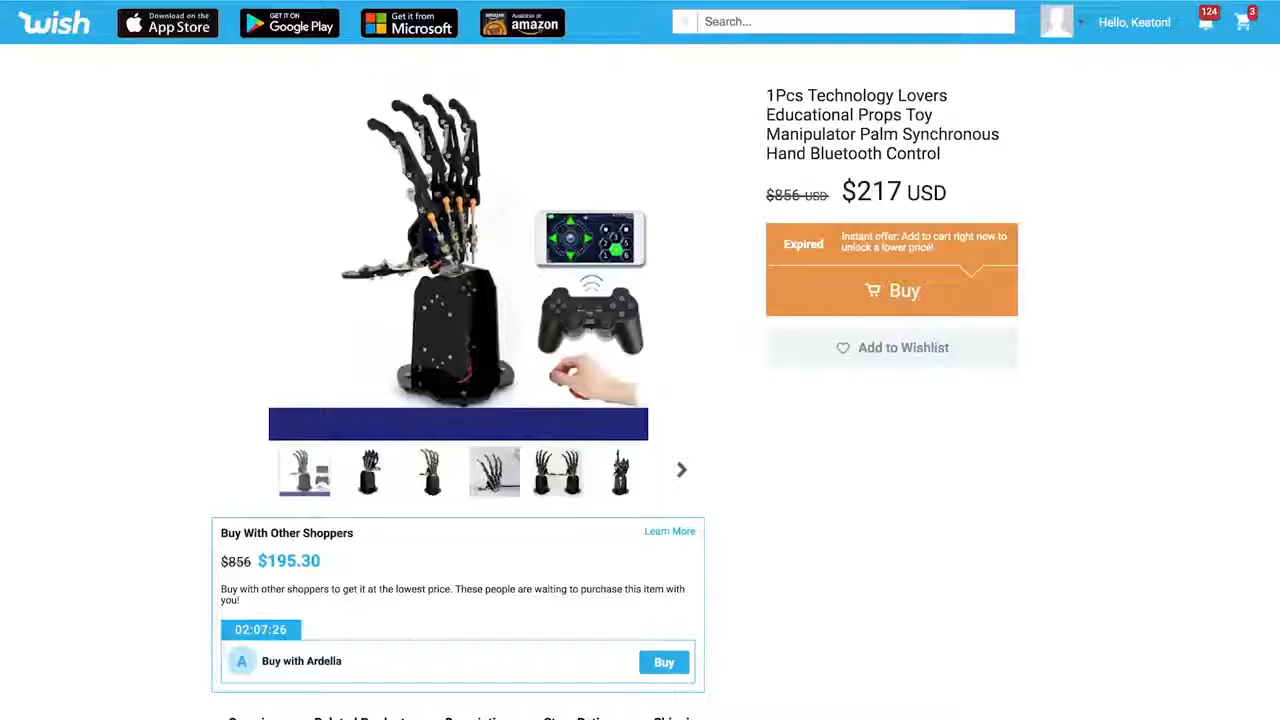 wish
Download on the
App Store
GET IT ON
Google Play
Get it from
Microsoft
Available at
amazon
Search...
Hello, Keaton!
124
3
1Pcs Technology Lovers
Educational Props Toy
Manipulator Palm Synchronous
Hand Bluetooth Control
$856 USD $217 USD
Expired
Instant offer: Add to cart right now to
unlock a lower price!
Buy
Add to Wishlist
Buy With Other Shoppers
Learn More
$856 $195.30
Buy with other shoppers to get it at the lowest price. These people are waiting to purchase this item with
you!
02:07:26
A
Buy with Ardella
Buy